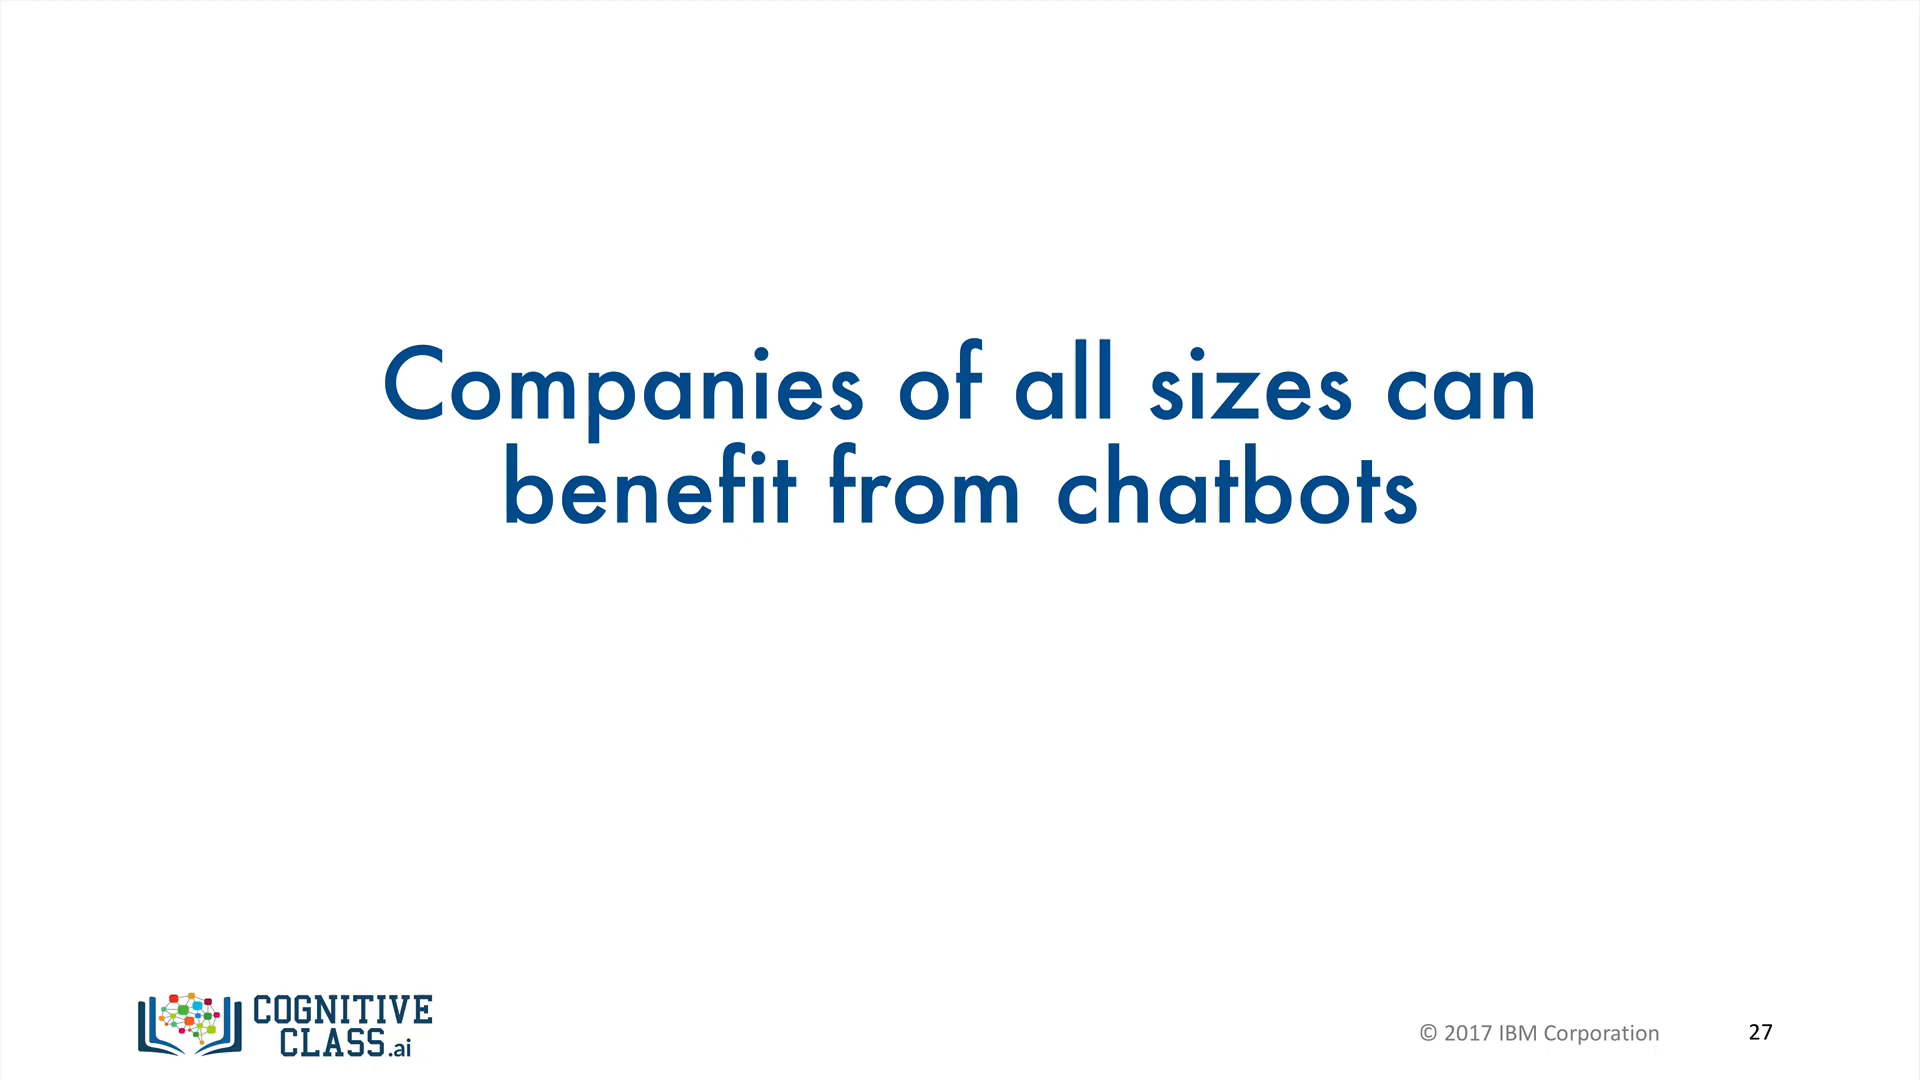 Companies of all sizes can
benefit from chatbots
COGNITIVE
CLASS.ai
© 2017 IBM Corporation
27